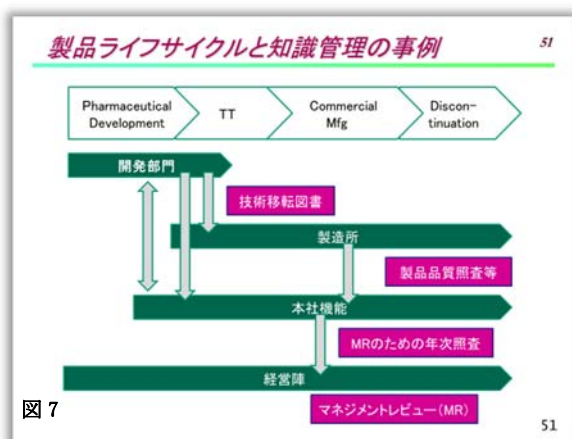 製品ライフサイクルと知識管理の事例
51
Pharmaceutical
Development
TT
Commercial
Mfg
Discon-
tinuation
開発部門
技術移転図書
製造所
製品品質照査等
本社機能
MRのための年次照査
経営陣
マネジメントレビュー(MR)
図 7
51